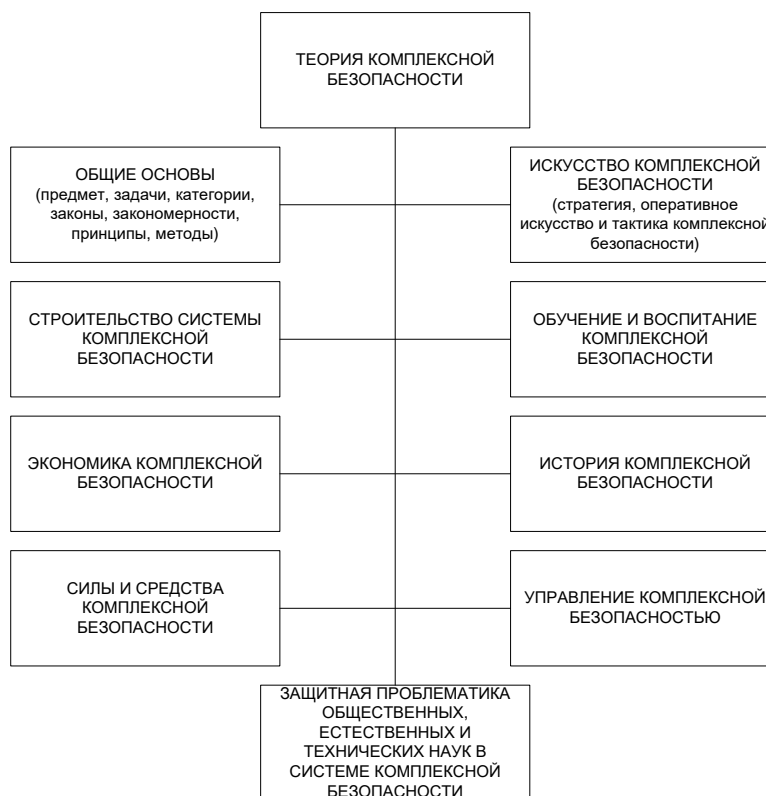 ТЕОРИЯ КОМПЛЕКСНОЙ
БЕЗОПАСНОСТИ
ОБЩИЕ ОСНОВЫ
(предмет, задачи, категории,
законы, закономерности,
принципы, методы)
ИСКУССТВО КОМПЛЕКСНОЙ
БЕЗОПАСНОСТИ
(стратегия, оперативное
искусство и тактика комплексной
безопасности)
СТРОИТЕЛЬСТВО СИСТЕМЫ
КОМПЛЕКСНОЙ
БЕЗОПАСНОСТИ
ОБУЧЕНИЕ И ВОСПИТАНИЕ
КОМПЛЕКСНОЙ
БЕЗОПАСНОСТИ
ЭКОНОМИКА КОМПЛЕКСНОЙ
БЕЗОПАСНОСТИ
ИСТОРИЯ КОМПЛЕКСНОЙ
БЕЗОПАСНОСТИ
СИЛЫ И СРЕДСТВА
КОМПЛЕКСНОЙ
БЕЗОПАСНОСТИ
УПРАВЛЕНИЕ КОМПЛЕКСНОЙ
БЕЗОПАСНОСТЬЮ
ЗАЩИТНАЯ ПРОБЛЕМАТИКА
ОБЩЕСТВЕННЫХ,
ЕСТЕСТВЕННЫХ И
ТЕХНИЧЕСКИХ НАУК В
СИСТЕМЕ КОМПЛЕКСНОЙ
БЕЗОПАСНОСТИ